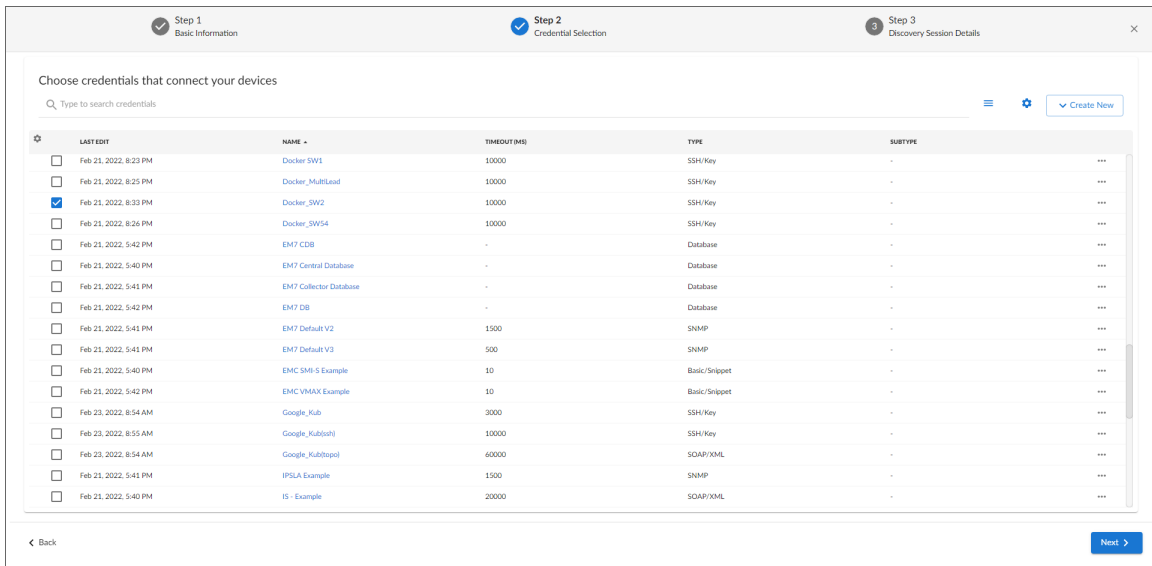 Step 1
Basic Information
Step 2
Credential Selection
3
Step 3
Discovery Session Details
Choose credentials that connect your devices
Type to search credentials
Create New
LAST EDIT NAME TIMEOUT (MS) TYPE SUBTYPE
Feb 21, 2022, 8:23 PM Docker SW1 10000 SSH/Key -
Feb 21, 2022, 8:25 PM Docker_MultiLead 10000 SSH/Key -
Feb 21, 2022, 8:33 PM Docker_SW2 10000 SSH/Key -
Feb 21, 2022, 8:26 PM Docker_SW54 10000 SSH/Key -
Feb 21, 2022, 5:42 PM EM7 CDB - Database -
Feb 21, 2022, 5:40 PM EM7 Central Database - Database -
Feb 21, 2022, 5:41 PM EM7 Collector Database - Database -
Feb 21, 2022, 5:42 PM EM7 DB - Database -
Feb 21, 2022, 5:41 PM EM7 Default V2 1500 SNMP -
Feb 21, 2022, 5:41 PM EM7 Default V3 500 SNMP -
Feb 21, 2022, 5:40 PM EMC SMI-S Example 10 Basic/Snippet -
Feb 21, 2022, 5:42 PM EMC VMAX Example 10 Basic/Snippet -
Feb 23, 2022, 8:54 AM Google_Kub 3000 SSH/Key -
Feb 23, 2022, 8:55 AM Google_Kub(ssh) 10000 SSH/Key -
Feb 23, 2022, 8:54 AM Google_Kub(topo) 60000 SOAP/XML -
Feb 21, 2022, 5:41 PM IPSLA Example 1500 SNMP -
Feb 21, 2022, 5:40 PM IS - Example 20000 SOAP/XML -
Back
Next